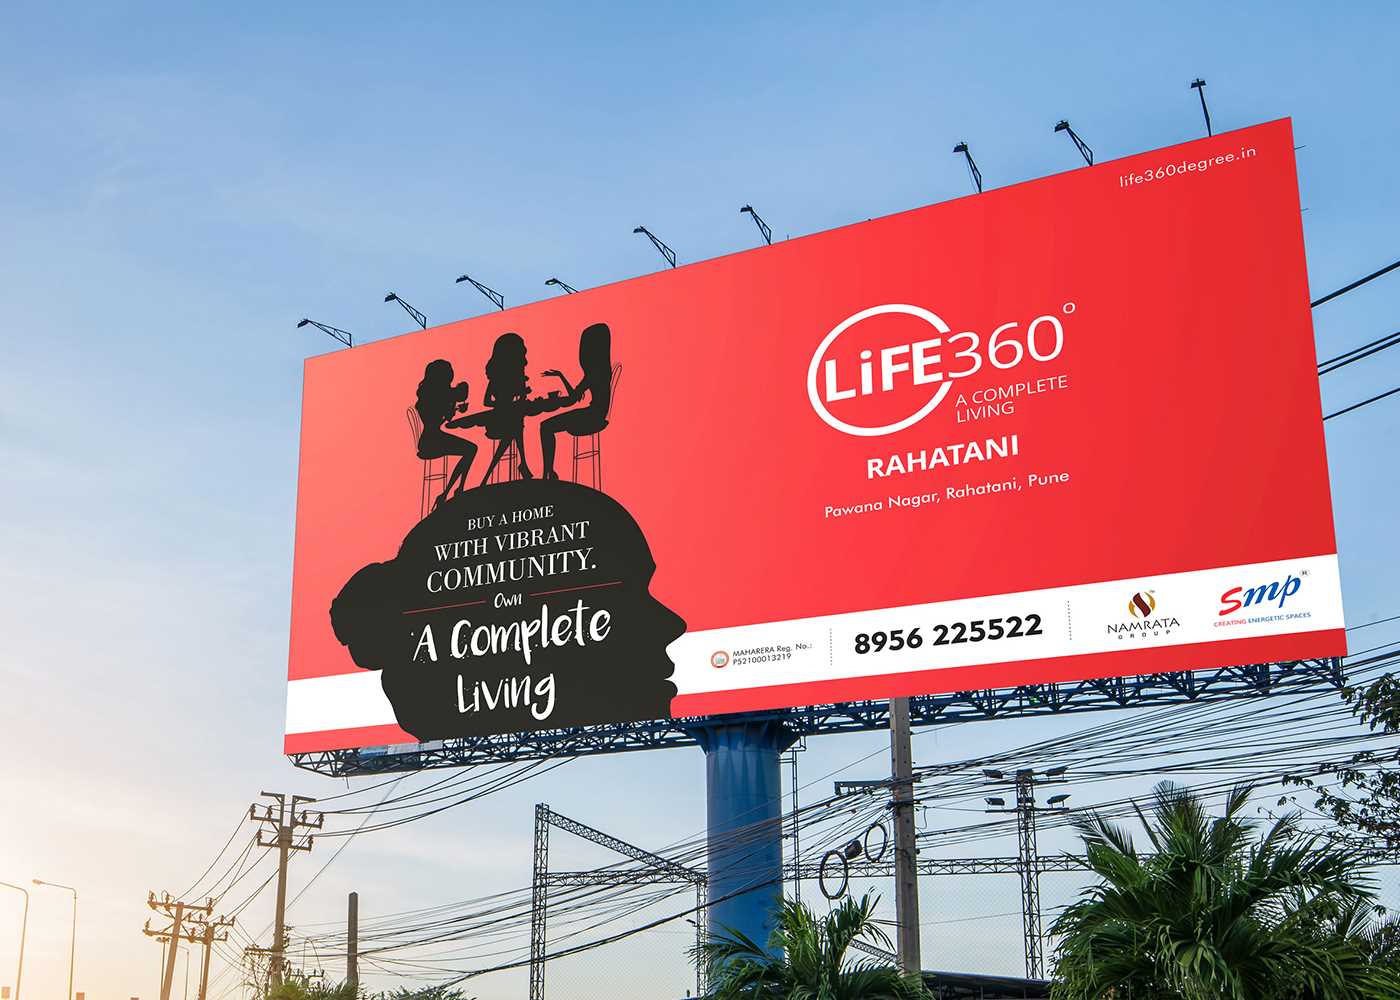 life360degree.in
LiFE360°
A COMPLETE
LIVING
RAHATANI
Pawana Nagar, Rahatani, Pune
BUY A HOME
WITH VIBRANT
COMMUNITY.
Own
A Complete
Living
MAHARERA Reg. No.:
P52100013219
8956 225522
NAMRATA
GROUP
smp®
CREATING ENERGETIC SPACES